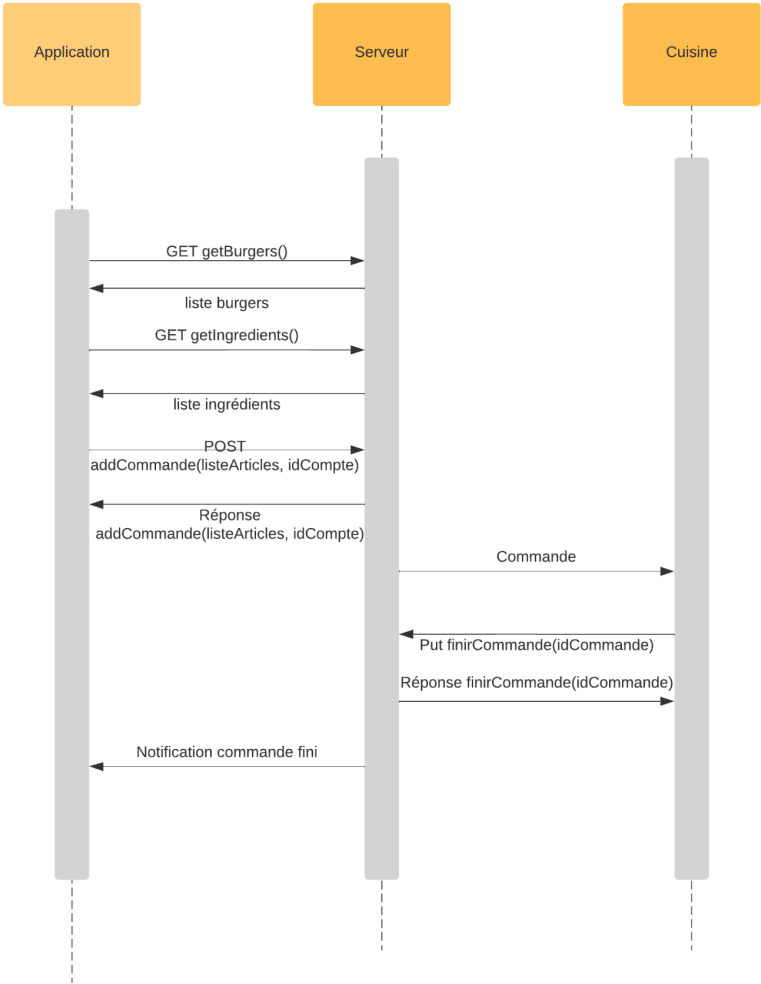 Application
Serveur
Cuisine
GET getBurgers()
liste burgers
GET getIngredients()
liste ingrédients
POST
addCommande(listeArticles, idCompte)
Réponse
addCommande(listeArticles, idCompte)
Commande
Put finirCommande(idCommande)
Réponse finirCommande(idCommande)
Notification commande fini